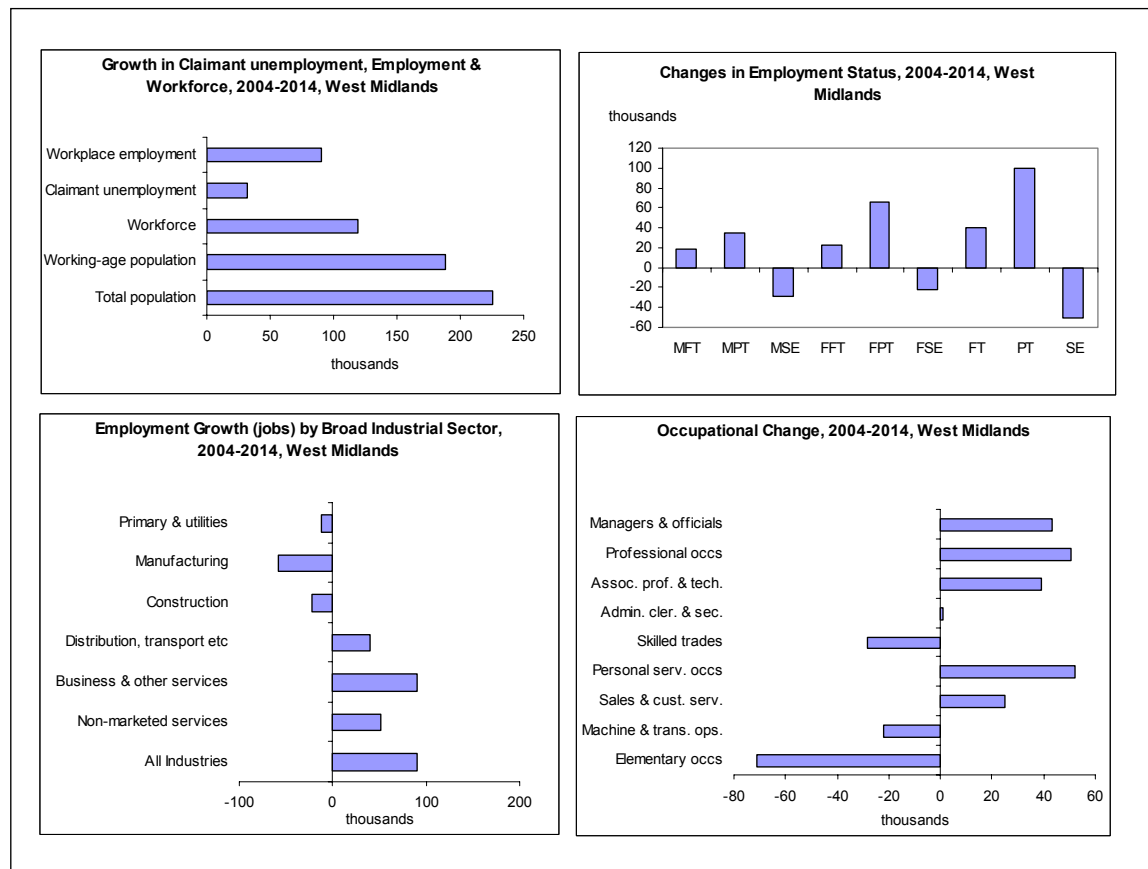 Growth in Claimant unemployment, Employment &
Workforce, 2004-2014, West Midlands
Workplace employment
Claimant unemployment
Workforce
Working-age population
Total population
0 50 100 150 200 250
thousands
Changes in Employment Status, 2004-2014, West
Midlands
thousands
120
100
80
60
40
20
0
-20
-40
-60
MFT MPT MSE FFT FPT FSE FT PT SE
Employment Growth (jobs) by Broad Industrial Sector,
2004-2014, West Midlands
Primary & utilities
Manufacturing
Construction
Distribution, transport etc
Business & other services
Non-marketed services
All Industries
-100 0 100 200
thousands
Occupational Change, 2004-2014, West Midlands
Managers & officials
Professional occs
Assoc. prof. & tech.
Admin. cler. & sec.
Skilled trades
Personal serv. occs
Sales & cust. serv.
Machine & trans. ops.
Elementary occs
-80 -60 -40 -20 0 20 40 60
thousands